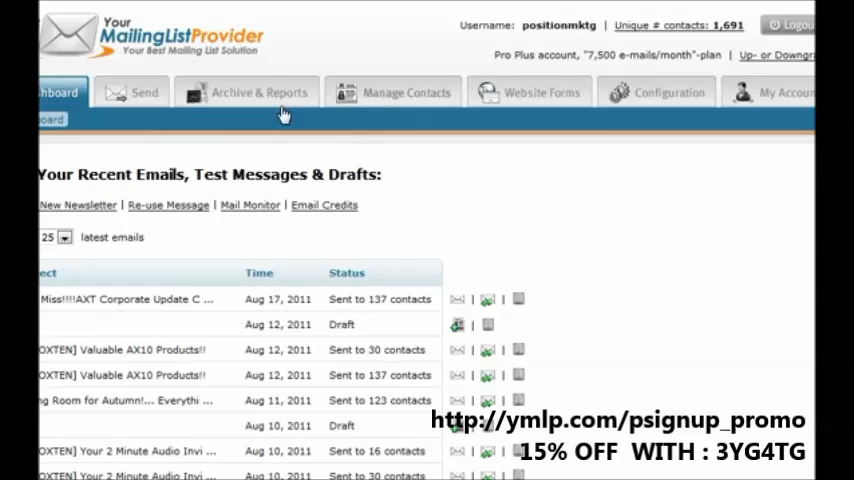 Your
MailingListProvider
Your Best Mailing List Solution
Username: positionmktg | Unique # contacts: 1,691
Logou
Pro Plus account, "7,500 e-mails/month"-plan | Up- or Downgra
shboard Send Archive & Reports Manage Contacts Website Forms Configuration My Accoun
oard
Your Recent Emails, Test Messages & Drafts:
New Newsletter | Re-use Message | Mail Monitor | Email Credits
25 latest emails
ect Time Status
Miss!!!!AXT Corporate Update C ... Aug 17, 2011 Sent to 137 contacts
Aug 12, 2011 Draft
OXTEN] Valuable AX10 Products!! Aug 12, 2011 Sent to 30 contacts
OXTEN] Valuable AX10 Products!! Aug 12, 2011 Sent to 137 contacts
ng Room for Autumn!... Everythi ... Aug 11, 2011 Sent to 123 contacts
Aug 10, 2011 Draft
OXTEN] Your 2 Minute Audio Invi ... Aug 10, 2011 Sent to 16 contacts
OXTEN] Your 2 Minute Audio Invi ... Aug 10, 2011 Sent to 30 contacts
http://ymlp.com/psignup_promo
15% OFF WITH : 3YG4TG